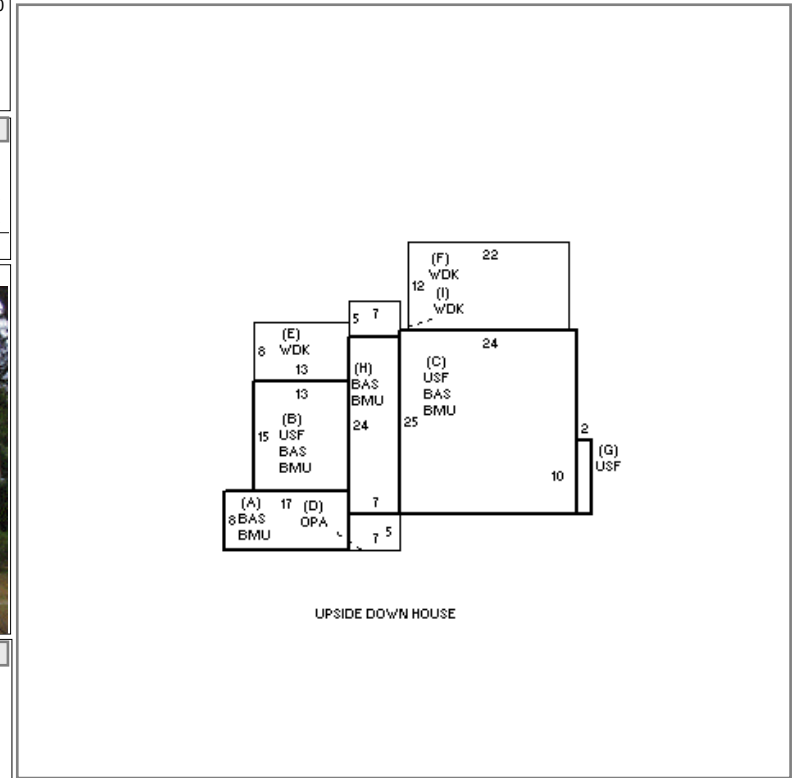 0
22
(F)
WDK
12
(I)
WDK
5 7
24
(E)
8 WDK
13
(H)
BAS
BMU
24
7
(C)
USF
BAS
BMU
25
13
(B)
15 USF
BAS
BMU
2
(G)
USF
10
(A) 17 (D)
8 BAS OPA
BMU
7 5
UPSIDE DOWN HOUSE